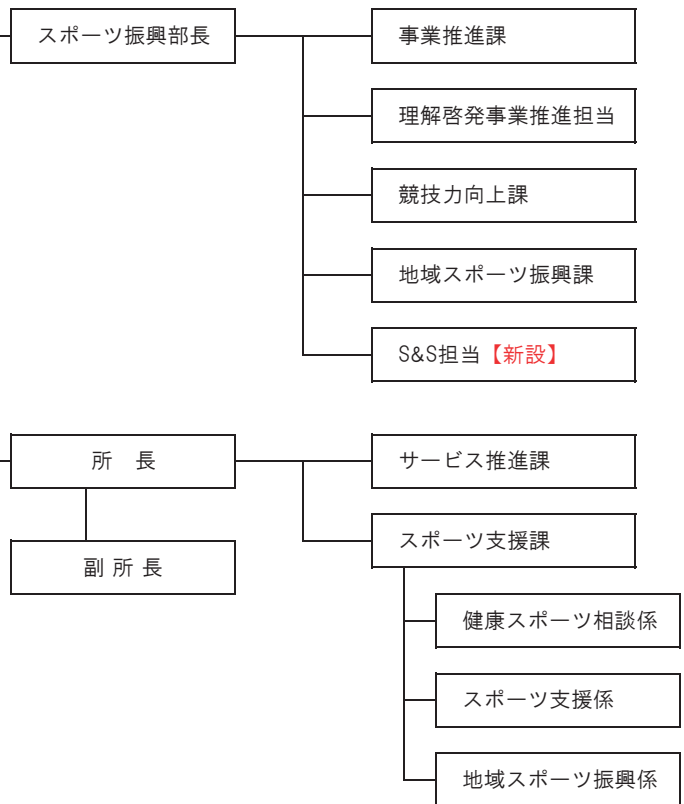 スポーツ振興部長
事業推進課
理解啓発事業推進担当
競技力向上課
地域スポーツ振興課
S&S担当【新設】
所　長
サービス推進課
副 所 長
スポーツ支援課
健康スポーツ相談係
スポーツ支援係
地域スポーツ振興係